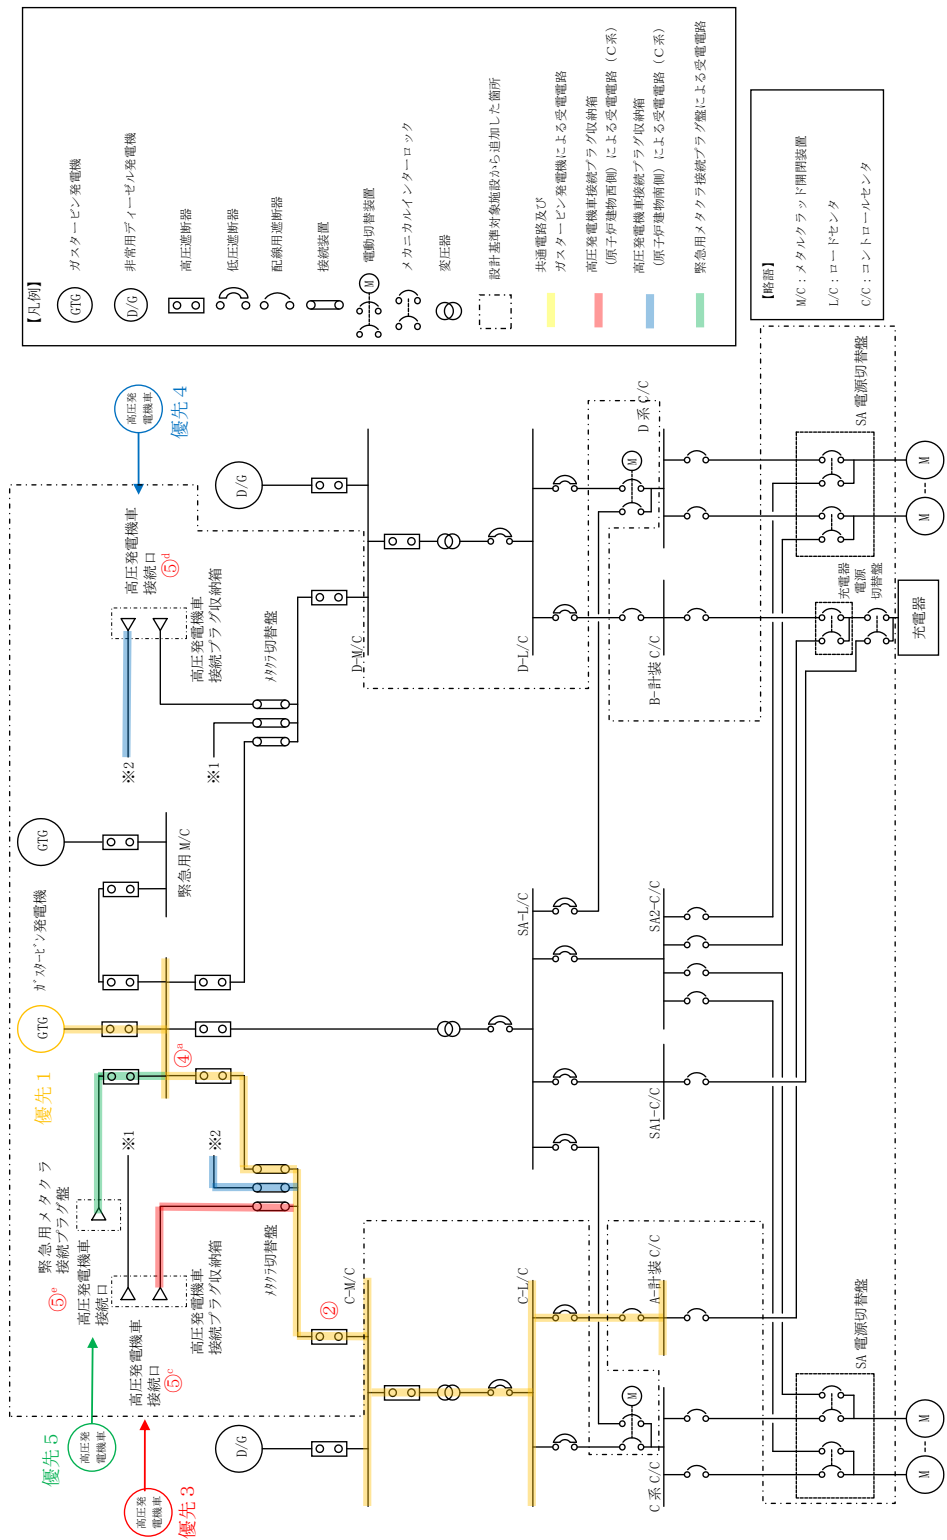 【凡例】
GTG
ガスタービン発電機
D/G
非常用ディーゼル発電機
高圧遮断器
低圧遮断器
配線用遮断器
接続装置
M
電動切替装置
メカニカルインターロック
変圧器
設計基準対象施設から追加した箇所
共通電路及び
ガスタービン発電機による受電電路
高圧発電機車接続プラグ収納箱
(原子炉建物西側)による受電電路(C系)
高圧発電機車接続プラグ収納箱
(原子炉建物南側)による受電電路(C系)
緊急用メタクラ接続プラグ盤による受電電路
【略語】
M/C:メタルクラッド開閉装置
L/C:ロードセンタ
C/C:コントロールセンタ
優先5
高圧発
電機車
優先3
高圧発
電機車
緊急用メタクラ
接続プラグ盤
⑤e
高圧発電機車
接続口
高圧発電機車
接続口
⑤c
高圧発電機車
接続プラグ収納箱
※1
※2
メタクラ切替盤
優先1
GTG
ガスタービン発電機
④a
GTG
緊急用M/C
優先4
高圧発
電機車
高圧発電機車
接続口
⑤d
高圧発電機車
接続プラグ収納箱
※2
※1
メタクラ切替盤
D/G
C-M/C
②
D-M/C
D/G
C-L/C
SA-L/C
D-L/C
C系C/C
M
A-計装C/C
SA1-C/C
SA2-C/C
B-計装C/C
D系C/C
M
SA電源切替盤
M
M
充電器
電源
切替盤
充電器
SA電源切替盤
M
M